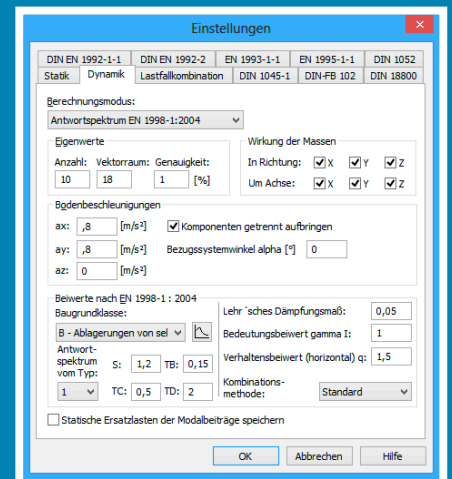 Einstellungen
DIN EN 1992-1-1 DIN EN 1992-2 EN 1993-1-1 EN 1995-1-1 DIN 1052
Statik Dynamik Lastfallkombination DIN 1045-1 DIN-FB 102 DIN 18800
Berechnungsmodus:
Antwortspektrum EN 1998-1:2004
Eigenwerte
Anzahl: Vektorraum: Genauigkeit:
10 18 1 [%]
Wirkung der Massen
In Richtung: X Y Z
Um Achse: X Y Z
Bodenbeschleunigungen
ax: ,8 [m/s²] Komponenten getrennt aufbringen
ay: ,8 [m/s²] Bezugssystemwinkel alpha [°] 0
az: 0 [m/s²]
Beiwerte nach EN 1998-1 : 2004
Baugrundklasse:
B - Ablagerungen von sel
Antwort-
spektrum
vom Typ:
1
S: 1,2 TB: 0,15
TC: 0,5 TD: 2
Lehr ´sches Dämpfungsmaß: 0,05
Bedeutungsbeiwert gamma I: 1
Verhaltensbeiwert (horizontal) q: 1,5
Kombinations-
methode: Standard
Statische Ersatzlasten der Modalbeiträge speichern
OK Abbrechen Hilfe